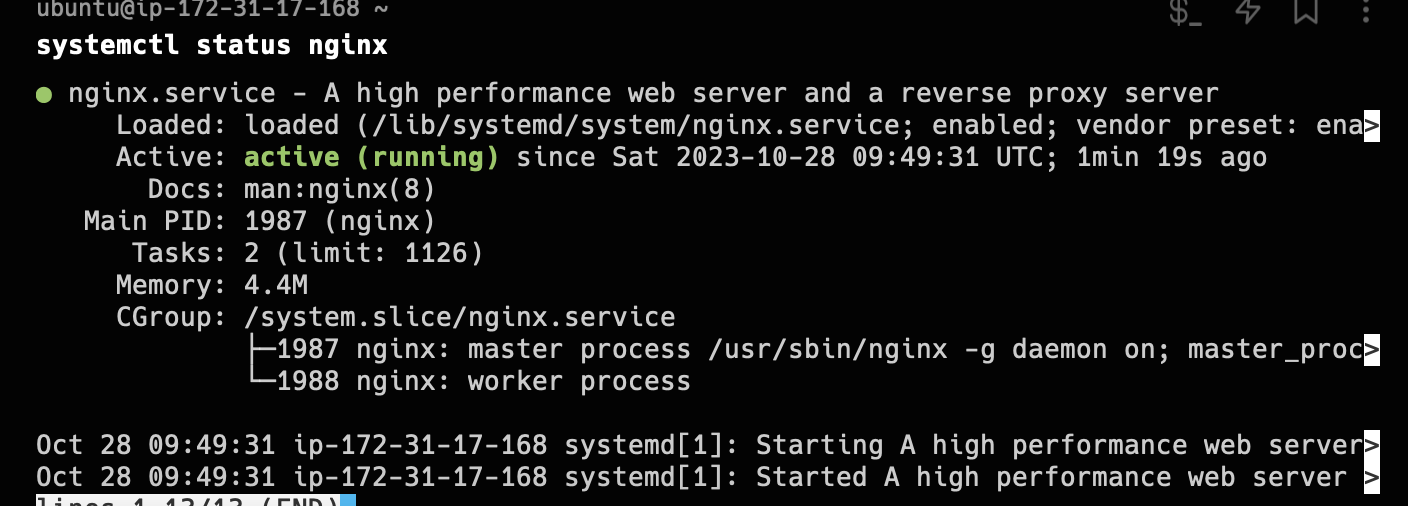 ubuntu@ip-172-31-17-168 ~
$_
systemctl status nginx
● nginx.service - A high performance web server and a reverse proxy server
     Loaded: loaded (/lib/systemd/system/nginx.service; enabled; vendor preset: ena>
     Active: active (running) since Sat 2023-10-28 09:49:31 UTC; 1min 19s ago
       Docs: man:nginx(8)
   Main PID: 1987 (nginx)
      Tasks: 2 (limit: 1126)
     Memory: 4.4M
     CGroup: /system.slice/nginx.service
             ├─1987 nginx: master process /usr/sbin/nginx -g daemon on; master_proc>
             └─1988 nginx: worker process
Oct 28 09:49:31 ip-172-31-17-168 systemd[1]: Starting A high performance web server>
Oct 28 09:49:31 ip-172-31-17-168 systemd[1]: Started A high performance web server >
lines 1-13/13 (END)